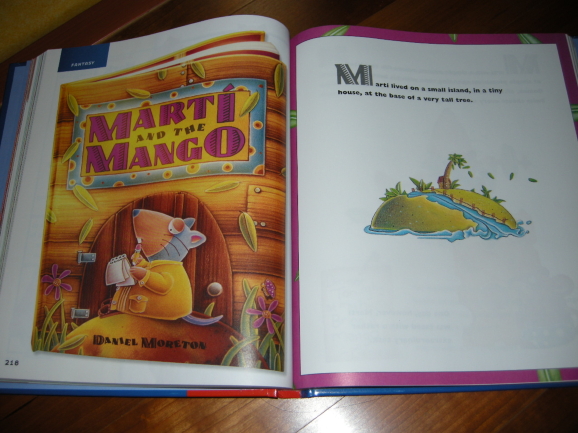 FANTASY
MARTÍ
AND THE
MANGO
DANIEL MORETON
218
Marti lived on a small island, in a tiny
house, at the base of a very tall tree.